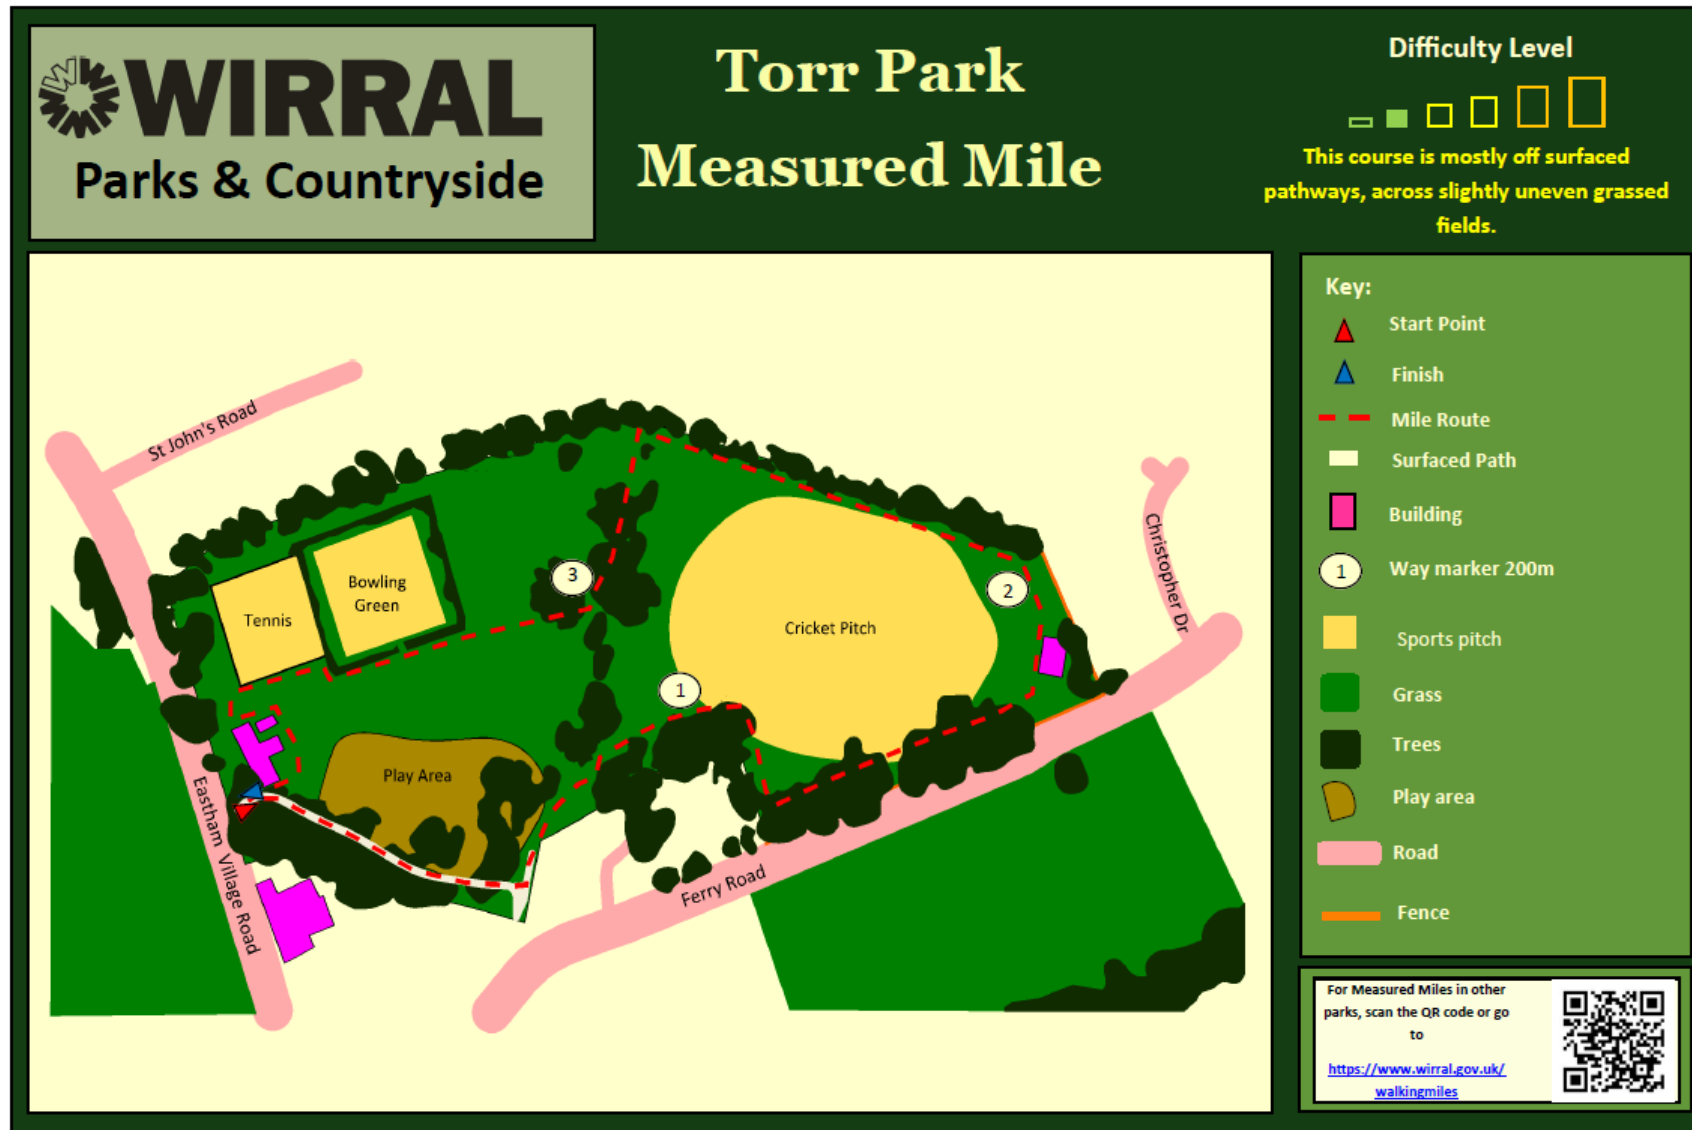 WIRRAL
Parks & Countryside
Torr Park
Measured Mile
Difficulty Level
This course is mostly off surfaced
pathways, across slightly uneven grassed
fields.
St John's Road
Tennis
Bowling
Green
3
Cricket Pitch
2
1
Play Area
Christopher Dr
Eastham Village Road
Ferry Road
Key:
Start Point
Finish
Mile Route
Surfaced Path
Building
1 Way marker 200m
Sports pitch
Grass
Trees
Play area
Road
Fence
For Measured Miles in other
parks, scan the QR code or go
to
https://www.wirral.gov.uk/
walkingmiles